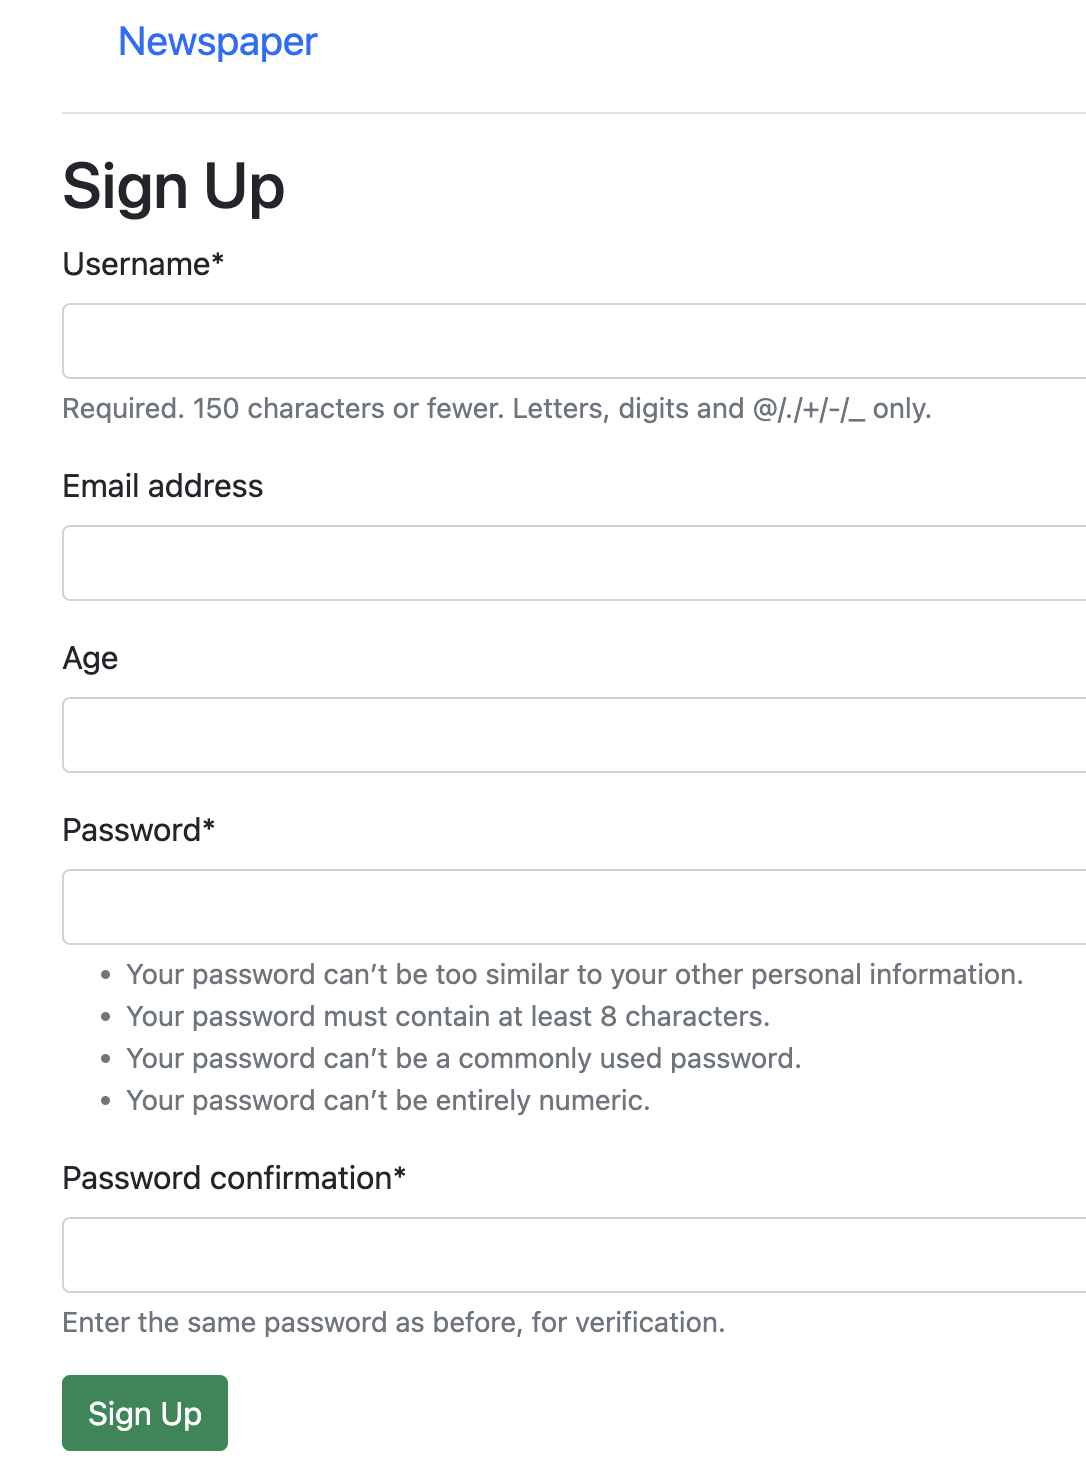 Newspaper
Sign Up
Username*
Required. 150 characters or fewer. Letters, digits and @/./+/-/_ only.
Email address
Age
Password*
• Your password can’t be too similar to your other personal information.
• Your password must contain at least 8 characters.
• Your password can’t be a commonly used password.
• Your password can’t be entirely numeric.
Password confirmation*
Enter the same password as before, for verification.
Sign Up